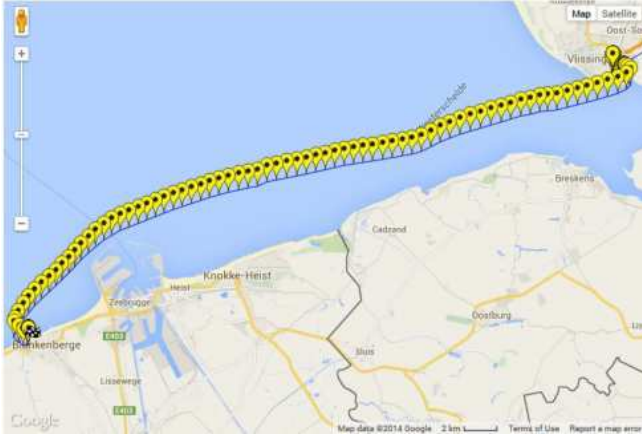 Map Satellite
Oost-So
Vlissing
Westerschelde
Breskens
Cadzand
Knokke-Heist
Heist
Zeebrugge
Oostburg
Blankenberge
E403
Sluis
Lissewege
E403
Google
Map data ©2014 Google 2 km Terms of Use Report a map error